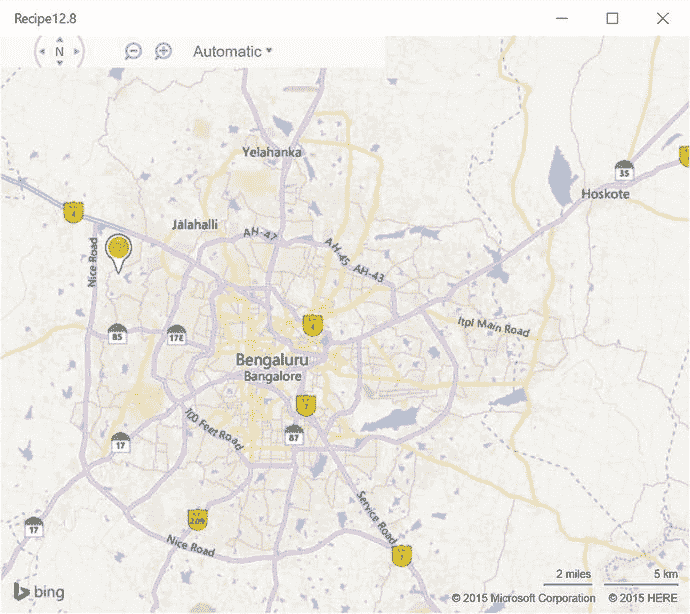 Recipe12.8
N
Automatic
Yelahanka
35
Hoskote
4
Jalahalli
AH-47
AH-45
AH-43
Nice Road
4
Itpl Main Road
85
17E
Bengaluru
Bangalore
7
87
100 Feet Road
17
17
209
Service Road
Nice Road
7
2 miles
5 km
bing
© 2015 Microsoft Corporation
© 2015 HERE